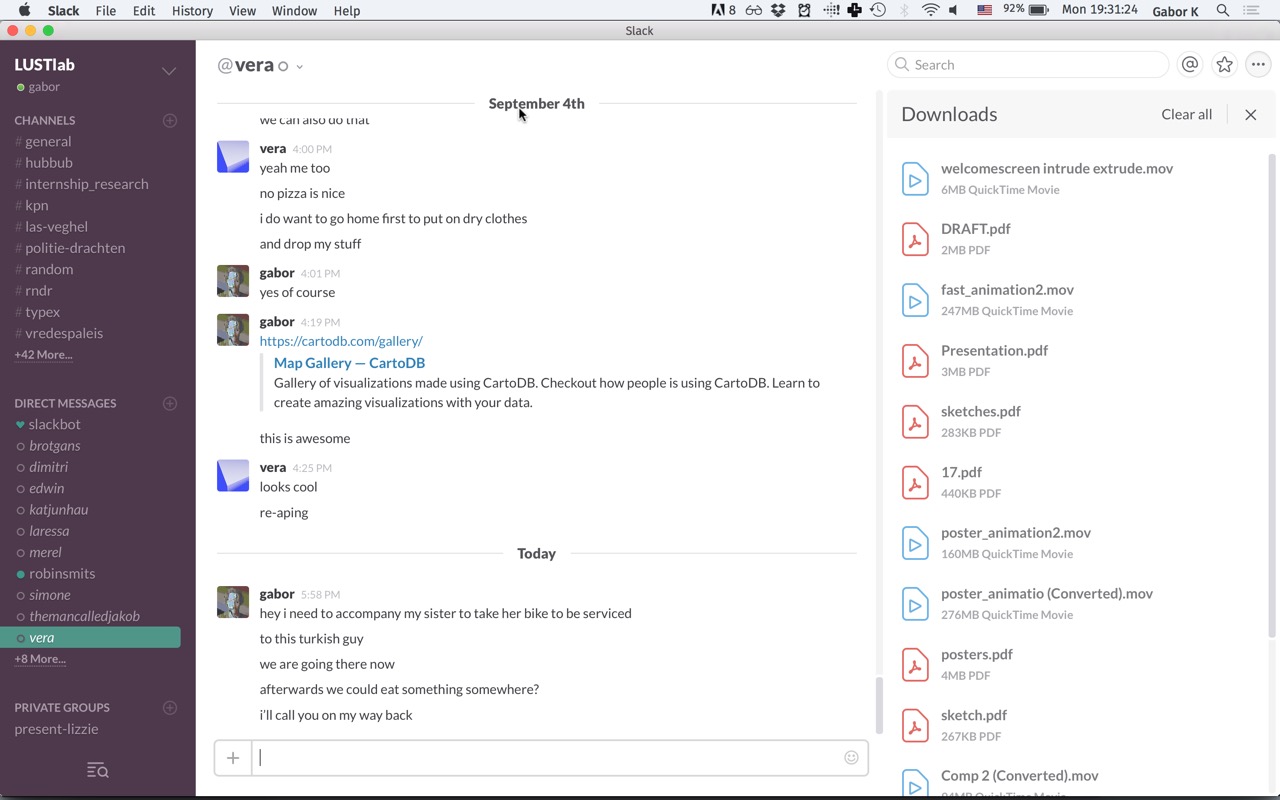 Slack File Edit History View Window Help 8 92% Mon 19:31:24 Gabor K
Slack
LUSTlab
gabor
CHANNELS
# general
# hubbub
# internship_research
# kpn
# las-veghel
# politie-drachten
# random
# rndr
# typex
# vredespaleis
+42 More...
DIRECT MESSAGES
slackbot
brotgans
dimitri
edwin
katjunhau
laressa
merel
robinsmits
simone
themancalledjakob
vera
+8 More...
PRIVATE GROUPS
present-lizzie
@vera
September 4th
we can also do that
vera 4:00 PM
yeah me too
no pizza is nice
i do want to go home first to put on dry clothes
and drop my stuff
gabor 4:01 PM
yes of course
gabor 4:19 PM
https://cartodb.com/gallery/
Map Gallery — CartoDB
Gallery of visualizations made using CartoDB. Checkout how people is using CartoDB. Learn to
create amazing visualizations with your data.
this is awesome
vera 4:25 PM
looks cool
re-aping
Today
gabor 5:58 PM
hey i need to accompany my sister to take her bike to be serviced
to this turkish guy
we are going there now
afterwards we could eat something somewhere?
i'll call you on my way back
Search
Downloads Clear all
welcomescreen intrude extrude.mov
6MB QuickTime Movie
DRAFT.pdf
2MB PDF
fast_animation2.mov
247MB QuickTime Movie
Presentation.pdf
3MB PDF
sketches.pdf
283KB PDF
17.pdf
440KB PDF
poster_animation2.mov
160MB QuickTime Movie
poster_animatio (Converted).mov
276MB QuickTime Movie
posters.pdf
4MB PDF
sketch.pdf
267KB PDF
Comp 2 (Converted).mov
QuickTime Movie